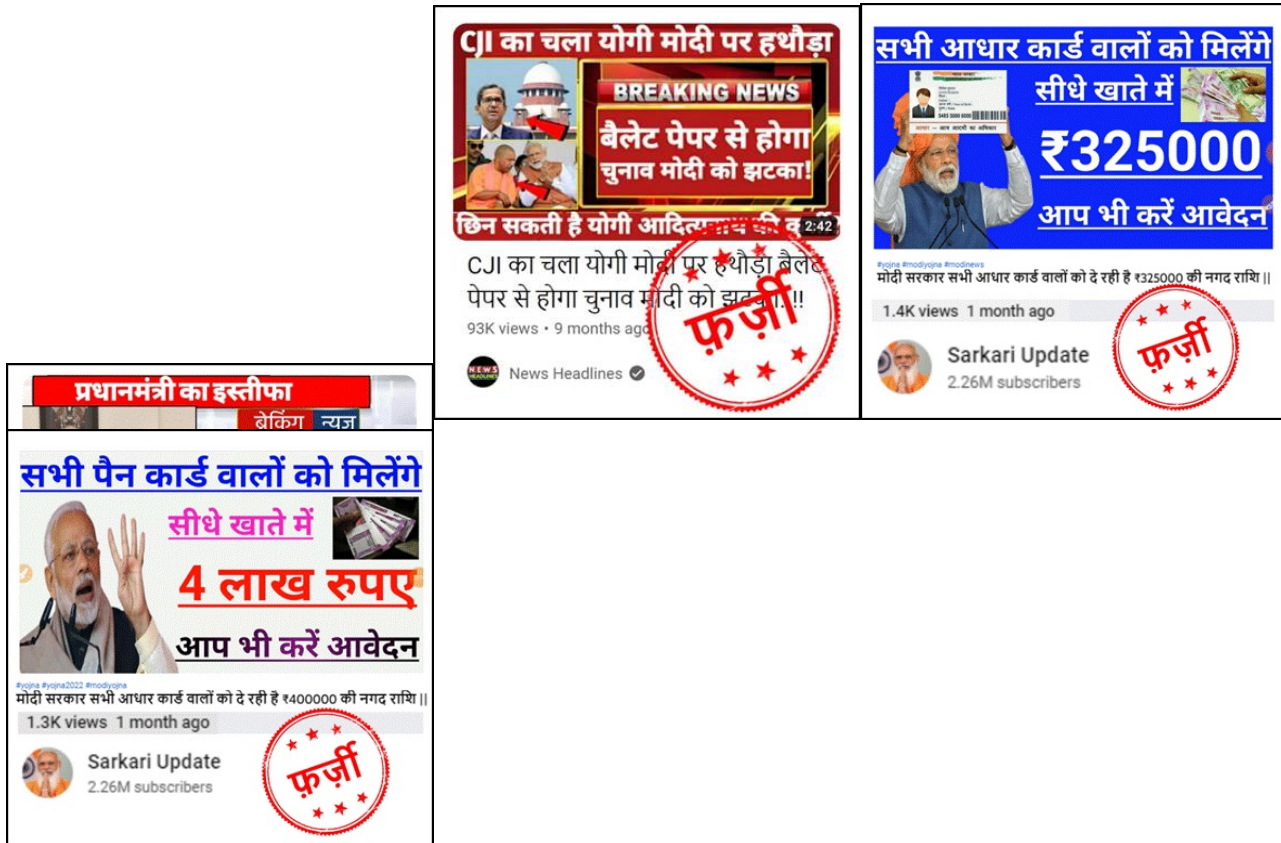 CJI का चला योगी मोदी पर हथौड़ा
BREAKING NEWS
बैलेट पेपर से होगा
चुनाव मोदी को झटका!
छिन सकती है योगी आदित्यनाथ की
2:42
CJI का चला योगी मोदी पर हथौड़ा बैलेट
पेपर से होगा चुनाव मोदी को झटका. !!
93K views • 9 months ago
फ़र्ज़ी
NEWS
HEADLINES
News Headlines
सभी आधार कार्ड वालों को मिलेंगे
सीधे खाते में
₹325000
आप भी करें आवेदन
#yojna #modiyojna #modinews
मोदी सरकार सभी आधार कार्ड वालों को दे रही है ₹325000 की नगद राशि ||
1.4K views 1 month ago
Sarkari Update
2.26M subscribers
फ़र्ज़ी
प्रधानमंत्री का इस्तीफा
ब्रेकिंग न्यूज
सभी पैन कार्ड वालों को मिलेंगे
सीधे खाते में
4 लाख रुपए
आप भी करें आवेदन
#yojna #yojna2022 #modiyojna
मोदी सरकार सभी आधार कार्ड वालों को दे रही है ₹400000 की नगद राशि ||
1.3K views 1 month ago
Sarkari Update
2.26M subscribers
फ़र्ज़ी